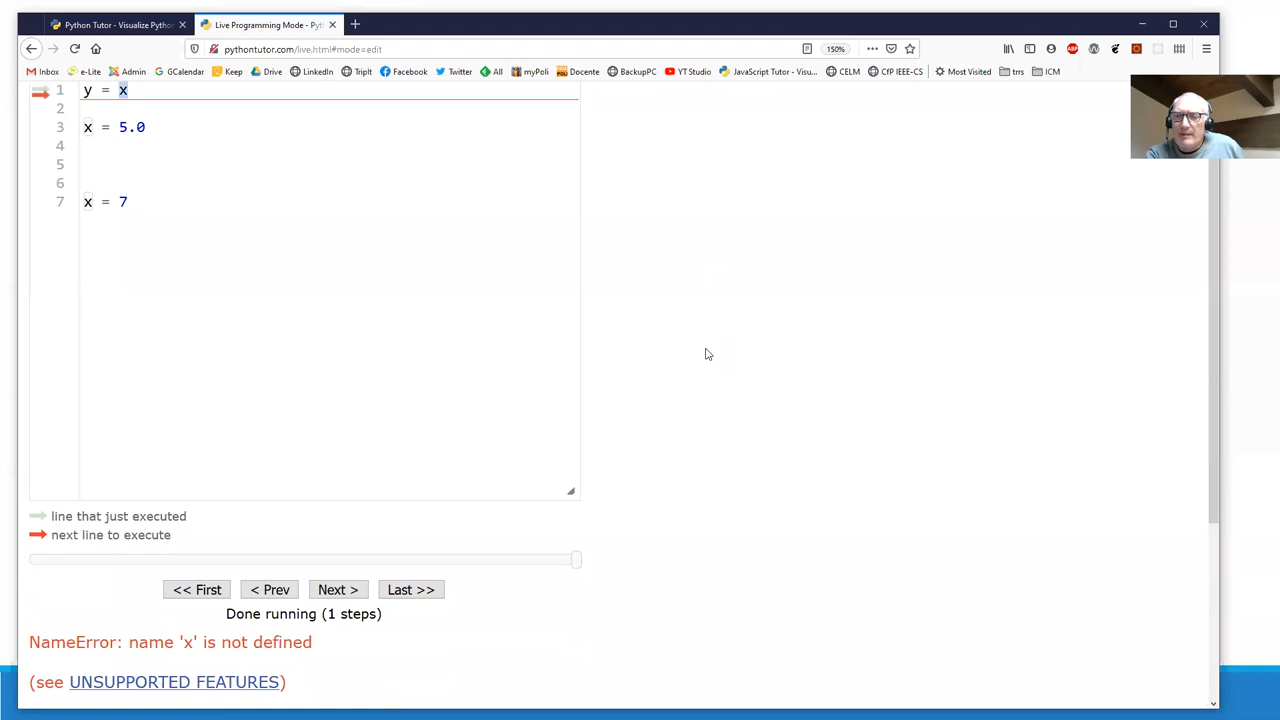 Python Tutor - Visualize Python
Live Programming Mode - Pyt
pythontutor.com/live.html#mode=edit
150%
Inbox
e-Lite
Admin
GCalendar
Keep
Drive
LinkedIn
TripIt
Facebook
Twitter
All
myPoli
Docente
BackupPC
YT Studio
JavaScript Tutor - Visu...
CELM
CfP IEEE-CS
Most Visited
trrs
ICM
1 y = x
2
3 x = 5.0
4
5
6
7 x = 7
line that just executed
next line to execute
<< First
< Prev
Next >
Last >>
Done running (1 steps)
NameError: name 'x' is not defined
(see UNSUPPORTED FEATURES)